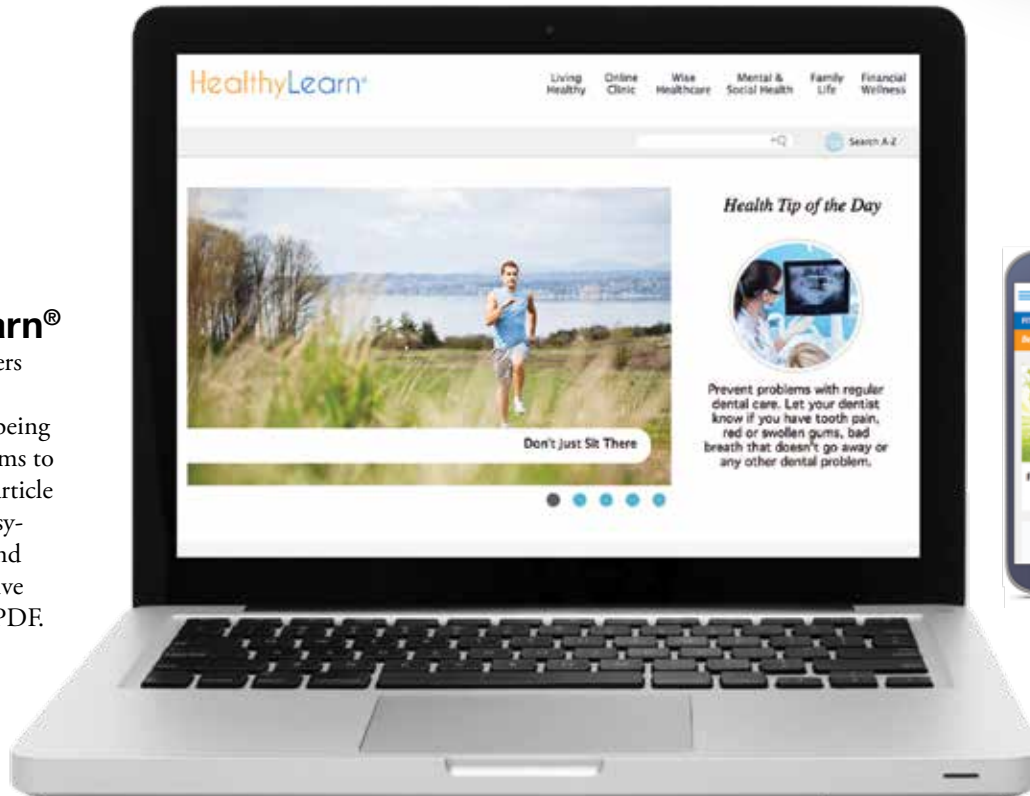 arn®
ers
being
ms to
rticle
sy-
nd
ve
PDF.
HealthyLearn®
Living Healthy
Online Clinic
Wise Healthcare
Mental & Social Health
Family Life
Financial Wellness
Search A-Z
Health Tip of the Day
Prevent problems with regular
dental care. Let your dentist
know if you have tooth pain,
red or swollen gums, bad
breath that doesn't go away or
any other dental problem.
Don't Just Sit There